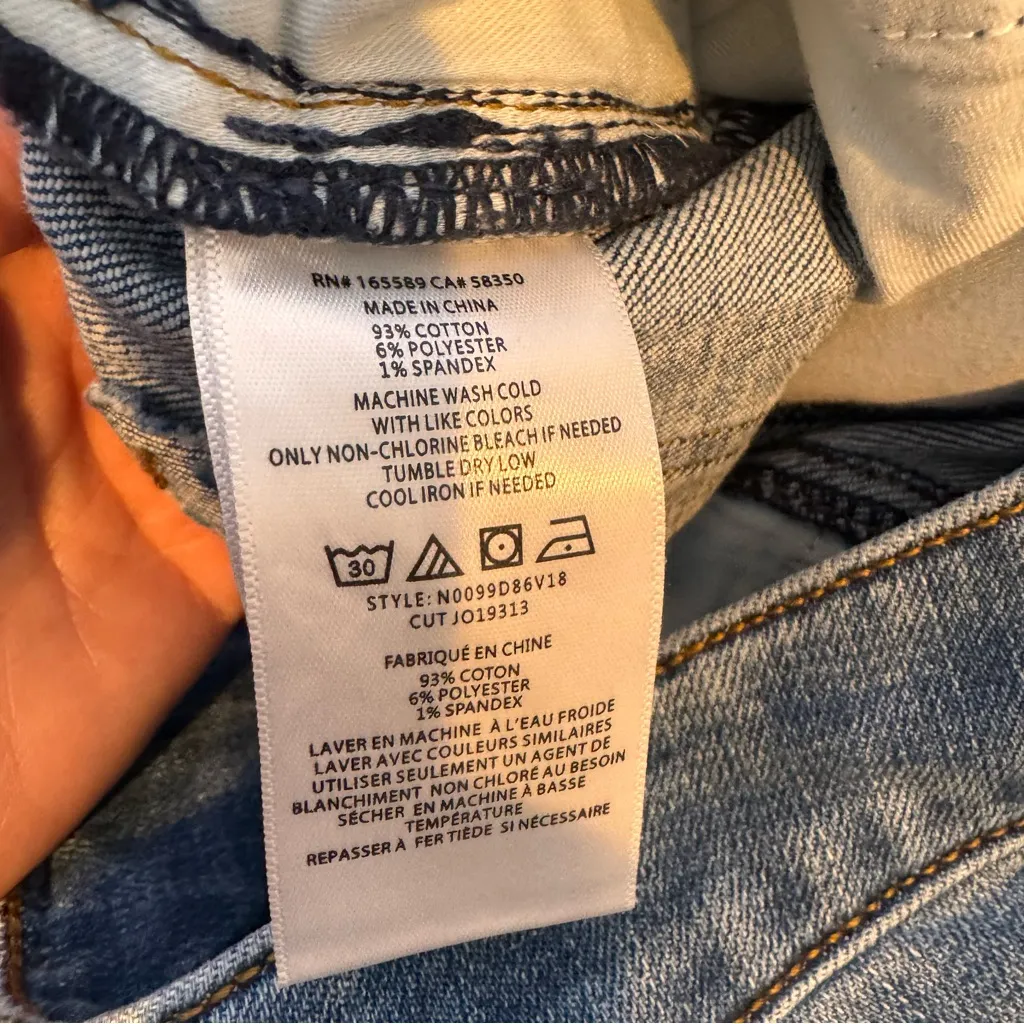 RN# 165589 CA# 58350
MADE IN CHINA
93% COTTON
6% POLYESTER
1% SPANDEX
MACHINE WASH COLD
WITH LIKE COLORS
ONLY NON-CHLORINE BLEACH IF NEEDED
TUMBLE DRY LOW
COOL IRON IF NEEDED
30
STYLE: N0099D86V18
CUT JO19313
FABRIQUÉ EN CHINE
93% COTON
6% POLYESTER
1% SPANDEX
LAVER EN MACHINE À L'EAU FROIDE
LAVER AVEC COULEURS SIMILAIRES
UTILISER SEULEMENT UN AGENT DE
BLANCHIMENT NON CHLORÉ AU BESOIN
SÉCHER EN MACHINE À BASSE
TEMPÉRATURE
REPASSER À FER TIÈDE SI NÉCESSAIRE